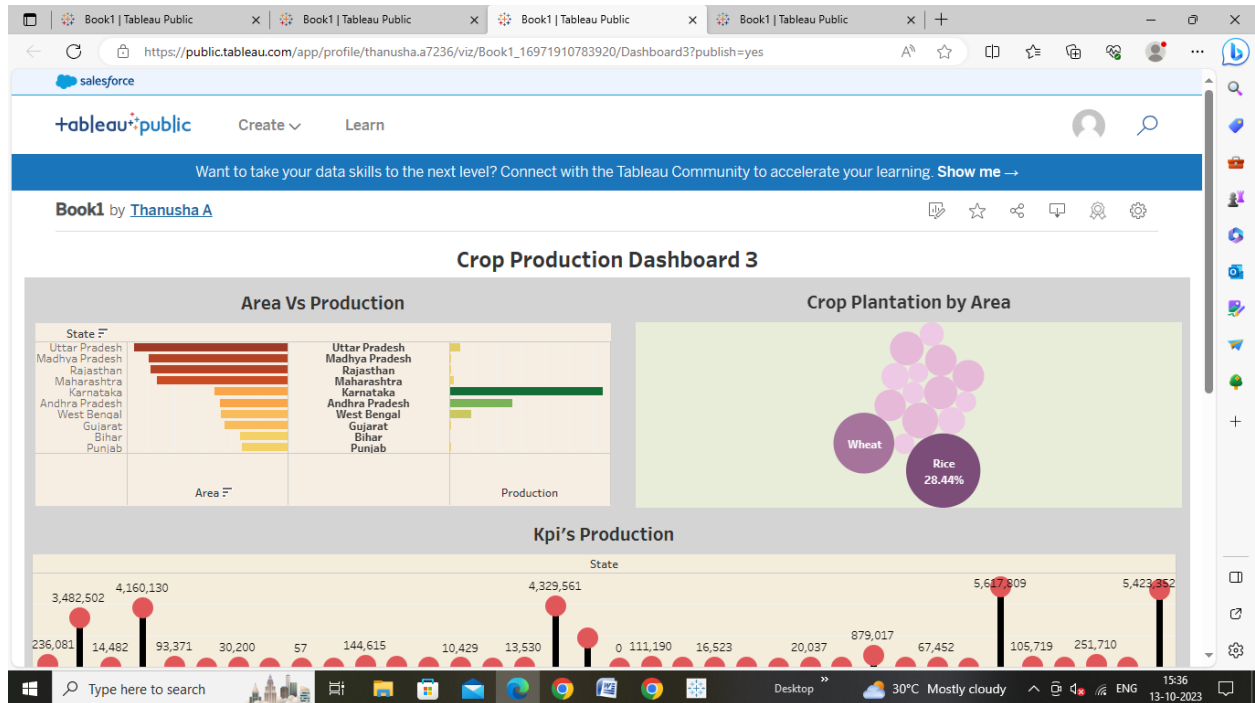 Book1 | Tableau Public
Book1 | Tableau Public
Book1 | Tableau Public
Book1 | Tableau Public
https://public.tableau.com/app/profile/thanusha.a7236/viz/Book1_16971910783920/Dashboard3?publish=yes
salesforce
+ableau public
Create
Learn
Want to take your data skills to the next level? Connect with the Tableau Community to accelerate your learning. Show me →
Book1 by Thanusha A
Crop Production Dashboard 3
Area Vs Production
Crop Plantation by Area
State
Uttar Pradesh Uttar Pradesh
Madhya Pradesh Madhya Pradesh
Rajasthan Rajasthan
Maharashtra Maharashtra
Karnataka Karnataka
Andhra Pradesh Andhra Pradesh
West Bengal West Bengal
Gujarat Gujarat
Bihar Bihar
Punjab Punjab
Area Production
Wheat
Rice
28.44%
Kpi's Production
State
3,482,502 4,160,130 4,329,561 5,617,809 5,423,352
236,081 14,482 93,371 30,200 57 144,615 10,429 13,530 0 111,190 16,523 20,037 879,017 67,452 105,719 251,710
Type here to search
Desktop
30°C Mostly cloudy
ENG
15:36
13-10-2023